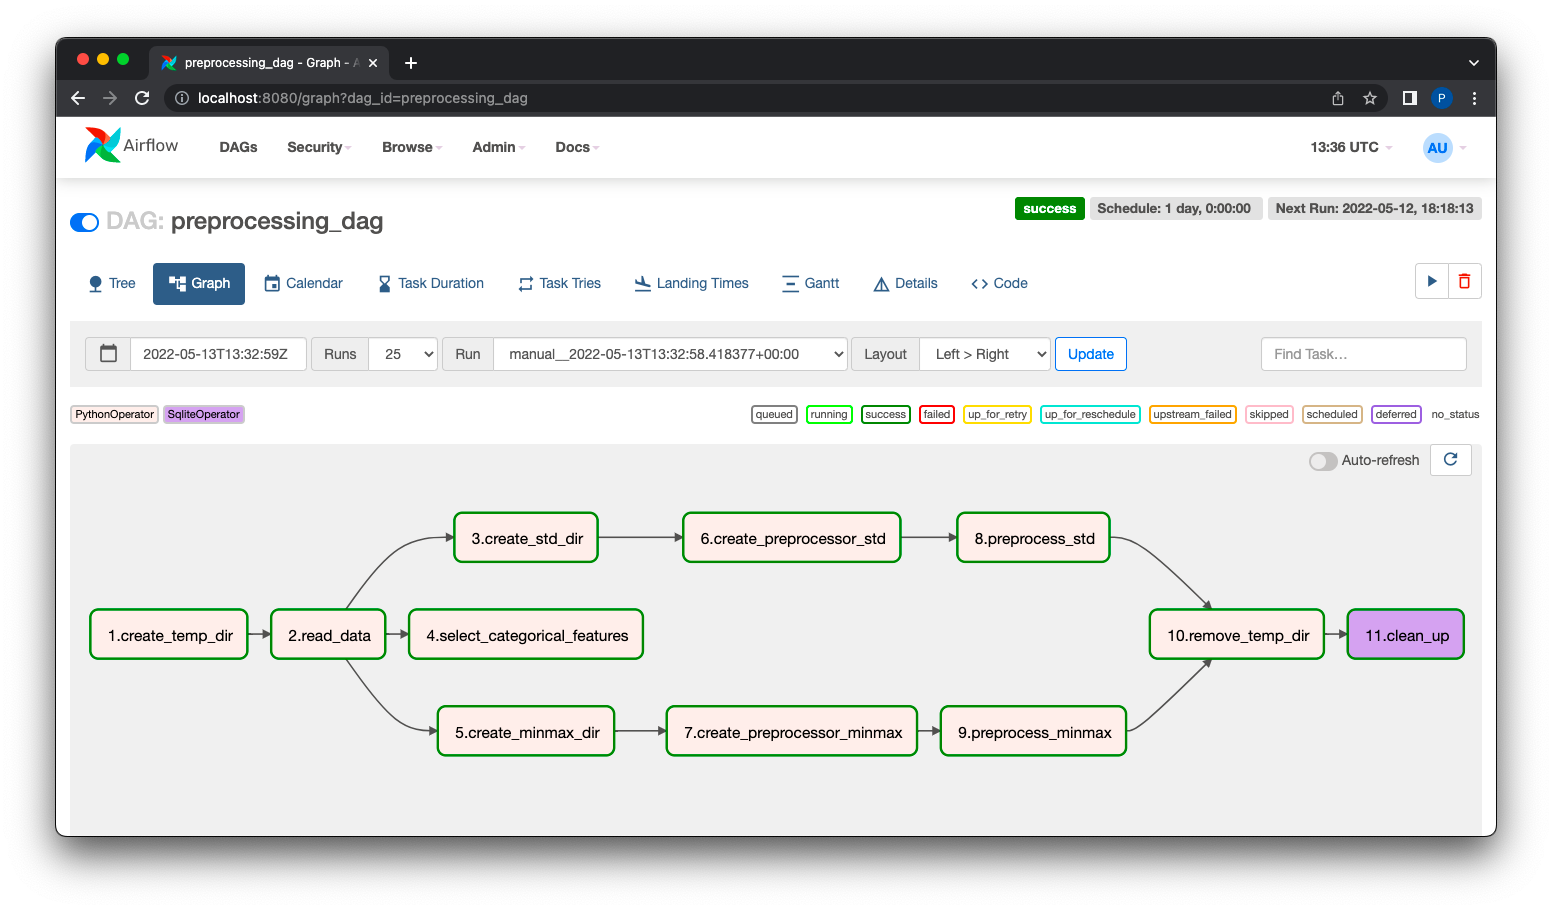 preprocessing_dag - Graph - A
localhost:8080/graph?dag_id=preprocessing_dag
P
Airflow DAGs Security Browse Admin Docs 13:36 UTC AU
success Schedule: 1 day, 0:00:00 Next Run: 2022-05-12, 18:18:13
DAG: preprocessing_dag
Tree Graph Calendar Task Duration Task Tries Landing Times Gantt Details Code
2022-05-13T13:32:59Z Runs 25 Run manual__2022-05-13T13:32:58.418377+00:00 Layout Left > Right Update Find Task...
PythonOperator SqliteOperator queued running success failed up_for_retry up_for_reschedule upstream_failed skipped scheduled deferred no_status
Auto-refresh
3.create_std_dir 6.create_preprocessor_std 8.preprocess_std
1.create_temp_dir 2.read_data 4.select_categorical_features 10.remove_temp_dir 11.clean_up
5.create_minmax_dir 7.create_preprocessor_minmax 9.preprocess_minmax